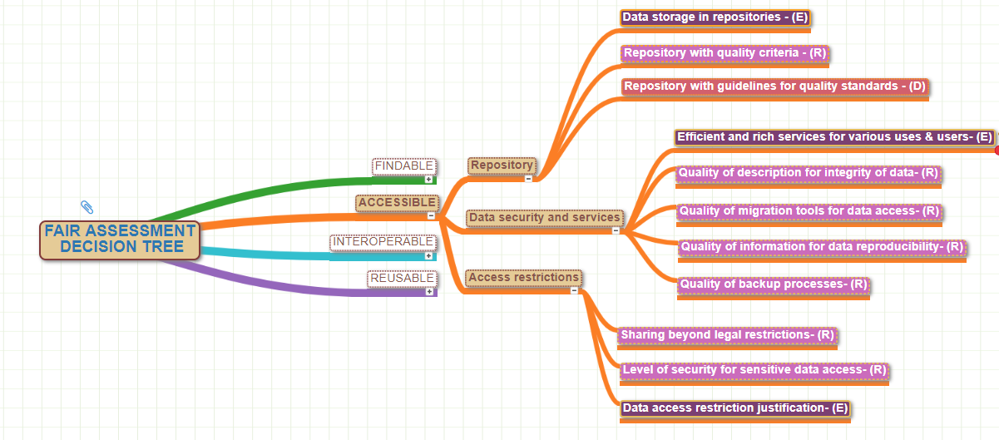 FAIR ASSESSMENT
DECISION TREE
FINDABLE
ACCESSIBLE
INTEROPERABLE
REUSABLE
Repository
Data storage in repositories - (E)
Repository with quality criteria - (R)
Repository with guidelines for quality standards - (D)
Data security and services
Efficient and rich services for various uses & users- (E)
Quality of description for integrity of data- (R)
Quality of migration tools for data access- (R)
Quality of information for data reproducibility- (R)
Quality of backup processes- (R)
Access restrictions
Sharing beyond legal restrictions- (R)
Level of security for sensitive data access- (R)
Data access restriction justification- (E)